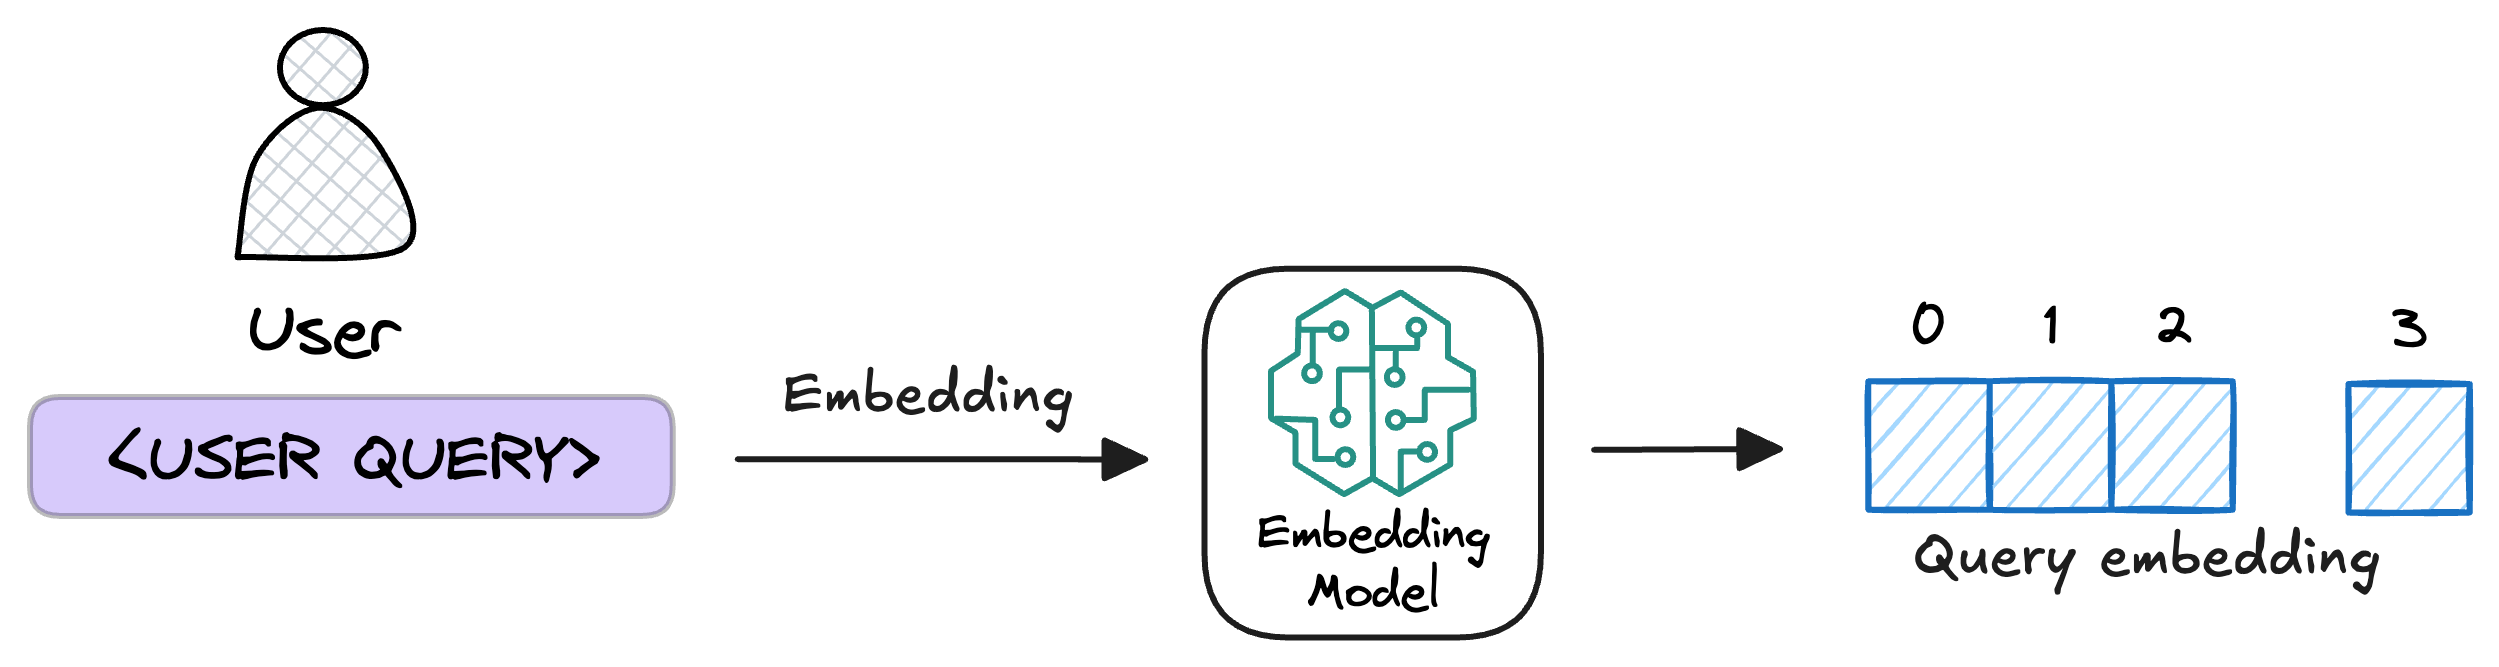 User
<USER QUERY>
Embedding
Embedding
Model
0 1 2 3
Query embedding